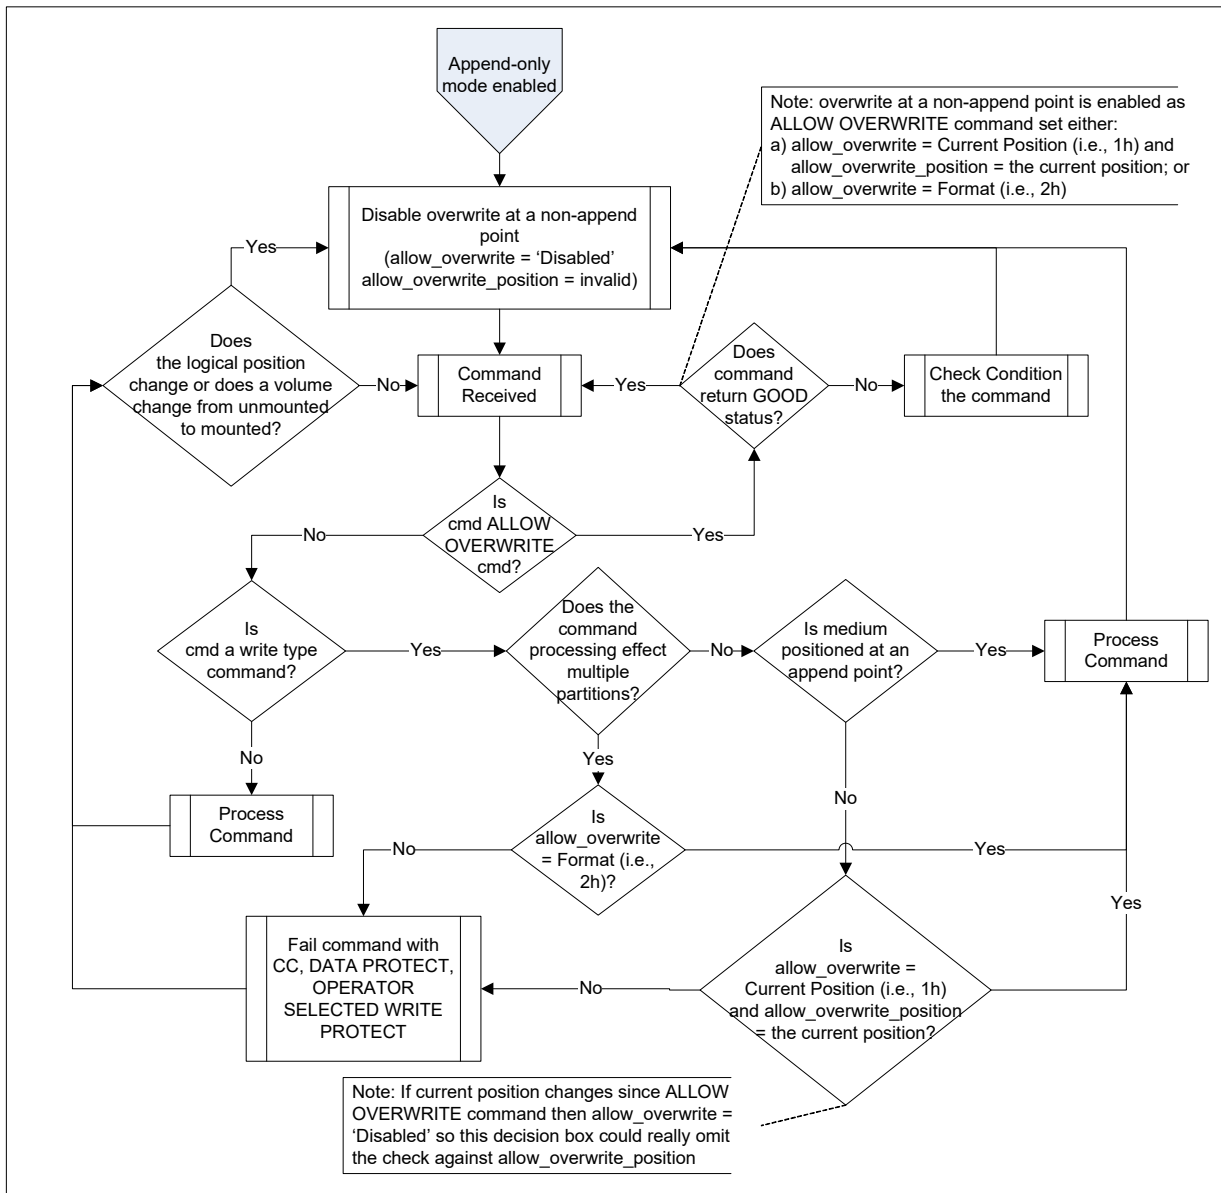 Append-only
mode enabled
Note: overwrite at a non-append point is enabled as
ALLOW OVERWRITE command set either:
a) allow_overwrite = Current Position (i.e., 1h) and
allow_overwrite_position = the current position; or
b) allow_overwrite = Format (i.e., 2h)
Disable overwrite at a non-append
point
(allow_overwrite = ‘Disabled’
allow_overwrite_position = invalid)
Yes
Does
the logical position
change or does a volume
change from unmounted
to mounted?
No
Command
Received
Yes
Does
command
return GOOD
status?
No
Check Condition
the command
Is
cmd ALLOW
OVERWRITE
cmd?
No
Yes
Is
cmd a write type
command?
Yes
Does the
command
processing effect
multiple
partitions?
No
Is medium
positioned at an
append point?
Yes
Process
Command
No
Yes
No
Process
Command
Is
allow_overwrite
= Format (i.e.,
2h)?
No
Yes
Yes
Fail command with
CC, DATA PROTECT,
OPERATOR
SELECTED WRITE
PROTECT
No
Is
allow_overwrite =
Current Position (i.e., 1h)
and allow_overwrite_position
= the current position?
Note: If current position changes since ALLOW
OVERWRITE command then allow_overwrite =
‘Disabled’ so this decision box could really omit
the check against allow_overwrite_position